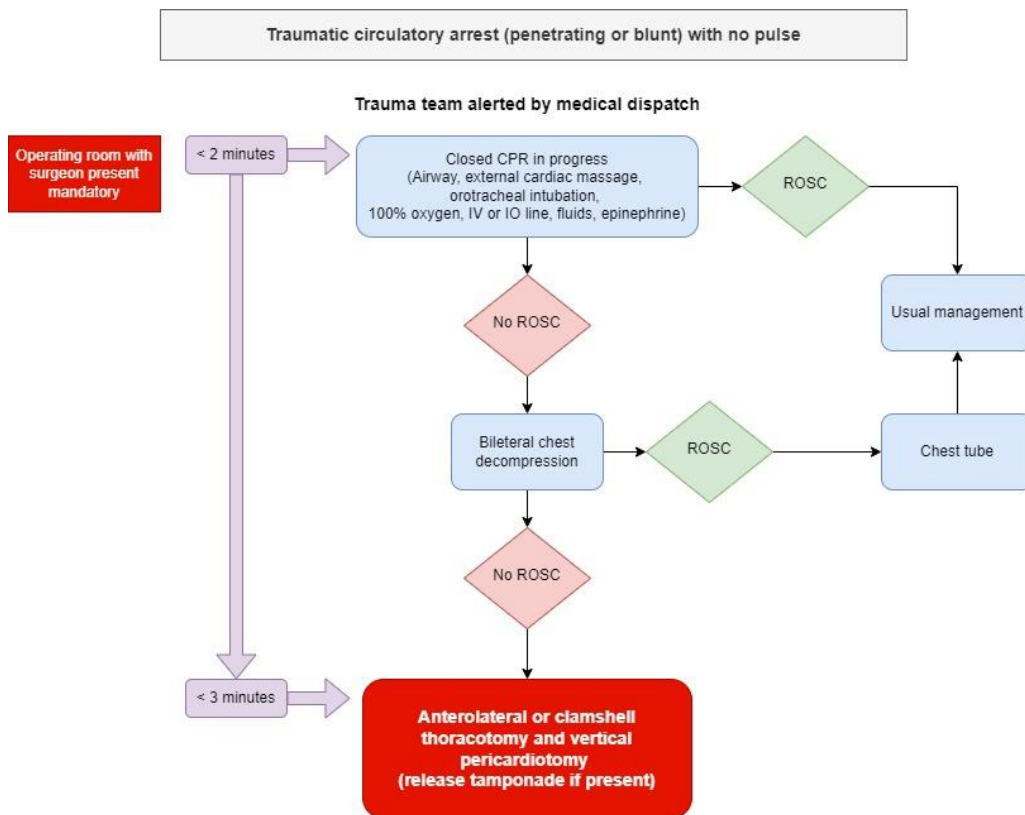 Traumatic circulatory arrest (penetrating or blunt) with no pulse
Trauma team alerted by medical dispatch
Operating room with
surgeon present
mandatory
< 2 minutes
Closed CPR in progress
(Airway, external cardiac massage,
orotracheal intubation,
100% oxygen, IV or IO line, fluids, epinephrine)
ROSC
No ROSC
Usual management
Bileteral chest
decompression
ROSC
Chest tube
No ROSC
< 3 minutes
Anterolateral or clamshell
thoracotomy and vertical
pericardiotomy
(release tamponade if present)